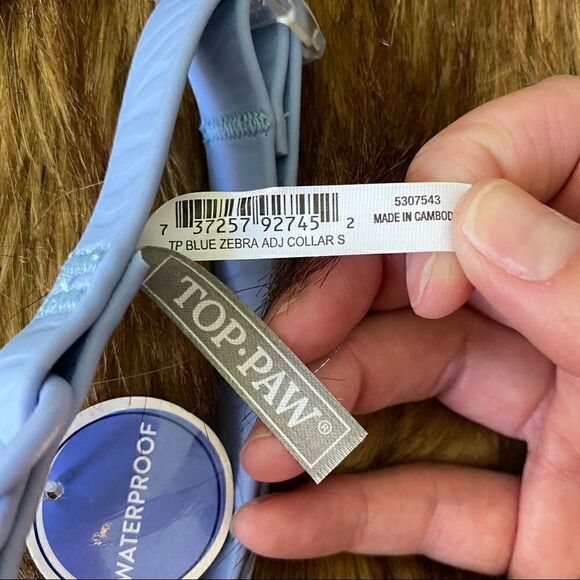 7 37257 92745 2
TP BLUE ZEBRA ADJ COLLAR S
5307543
MADE IN CAMBOD
TOP·PAW®
WATERPROOF